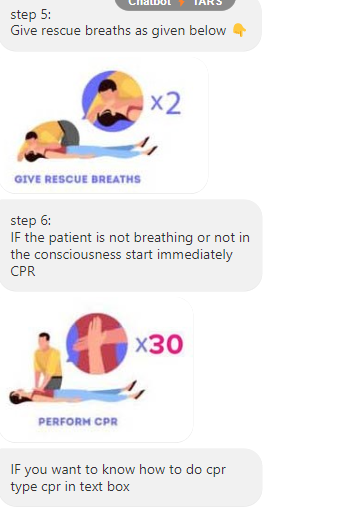 Chatbot ⚡ TARS
step 5:
Give rescue breaths as given below 👇
x2
GIVE RESCUE BREATHS
step 6:
IF the patient is not breathing or not in
the consciousness start immediately
CPR
x30
PERFORM CPR
IF you want to know how to do cpr
type cpr in text box